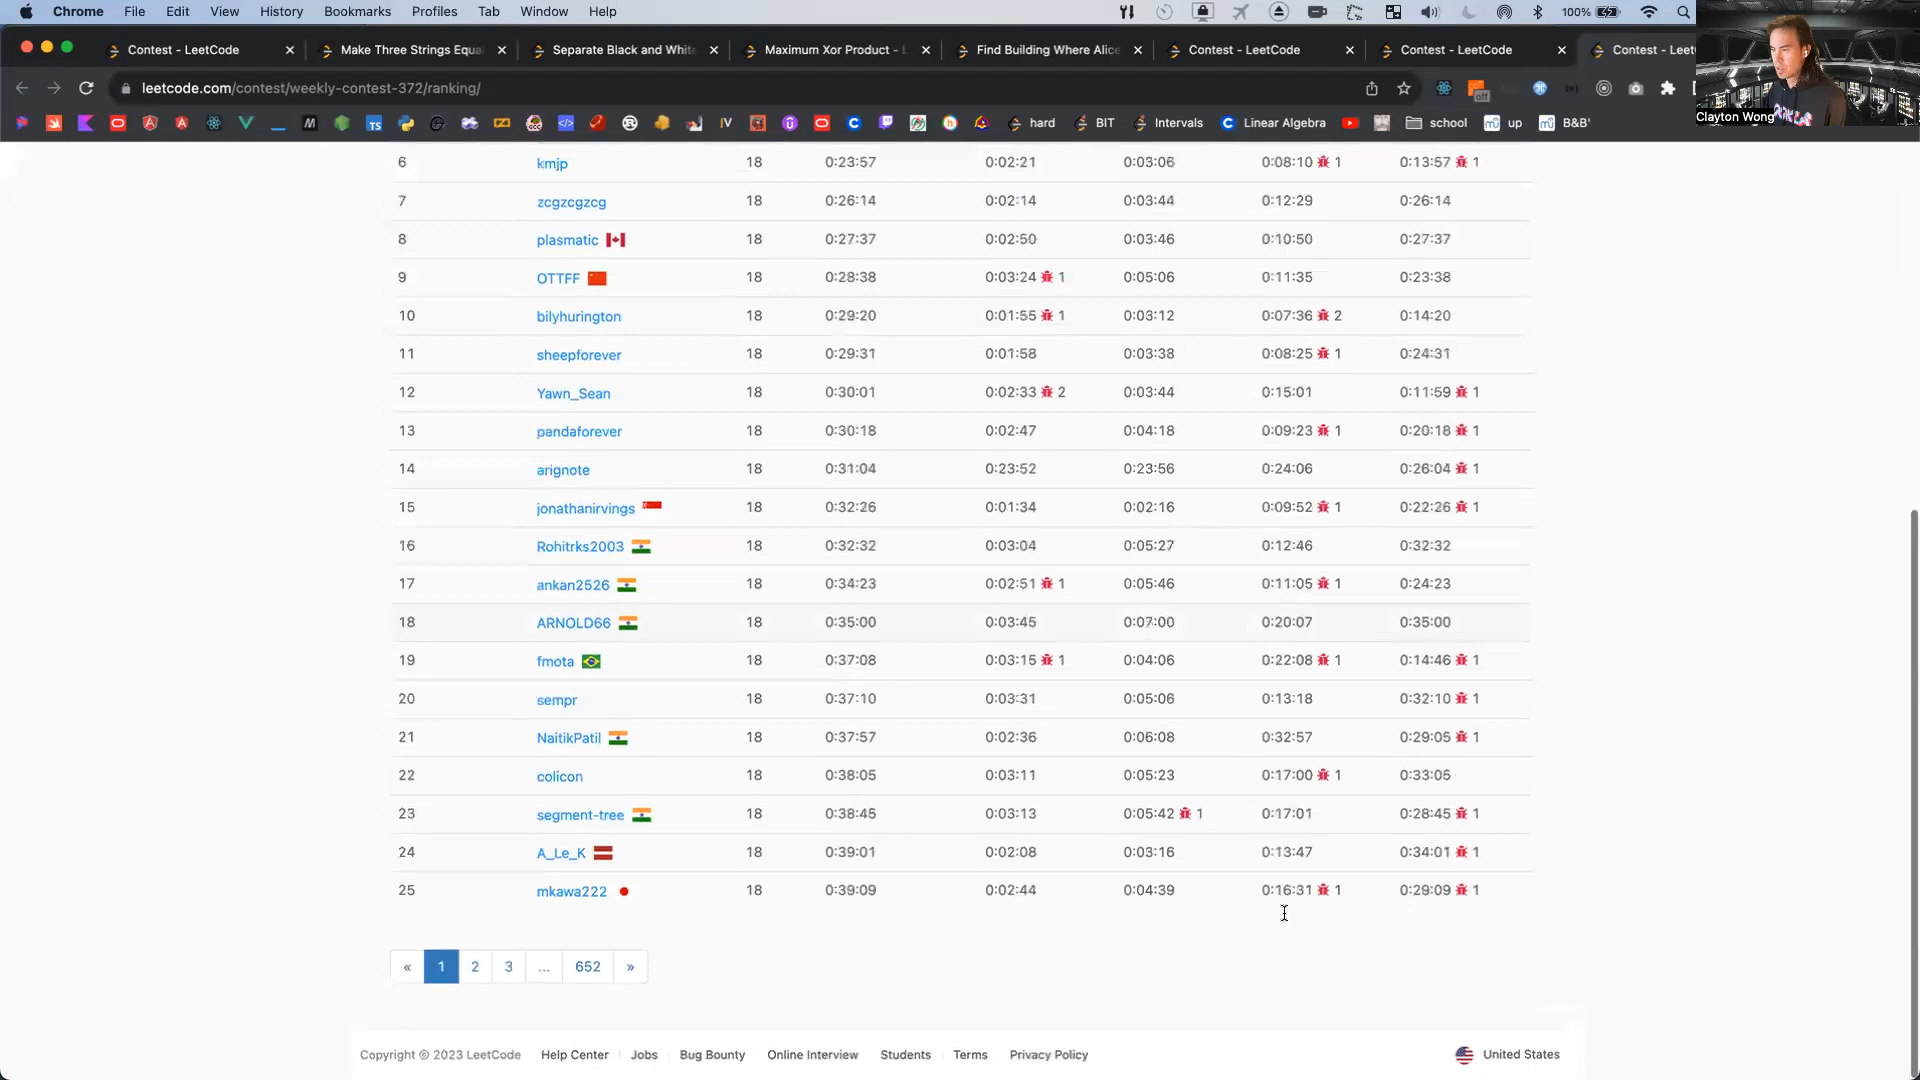 Chrome File Edit View History Bookmarks Profiles Tab Window Help 100%
Contest - LeetCode Make Three Strings Equa Separate Black and White Maximum Xor Product - L Find Building Where Alice Contest - LeetCode Contest - LeetCode Contest - Leet
leetcode.com/contest/weekly-contest-372/ranking/ off
Clayton Wong
TS IV hard BIT Intervals Linear Algebra school up B&B'
6 kmjp 18 0:23:57 0:02:21 0:03:06 0:08:10 1 0:13:57 1
7 zcgzcgzcg 18 0:26:14 0:02:14 0:03:44 0:12:29 0:26:14
8 plasmatic 18 0:27:37 0:02:50 0:03:46 0:10:50 0:27:37
9 OTTFF 18 0:28:38 0:03:24 1 0:05:06 0:11:35 0:23:38
10 bilyhurington 18 0:29:20 0:01:55 1 0:03:12 0:07:36 2 0:14:20
11 sheepforever 18 0:29:31 0:01:58 0:03:38 0:08:25 1 0:24:31
12 Yawn_Sean 18 0:30:01 0:02:33 2 0:03:44 0:15:01 0:11:59 1
13 pandaforever 18 0:30:18 0:02:47 0:04:18 0:09:23 1 0:20:18 1
14 arignote 18 0:31:04 0:23:52 0:23:56 0:24:06 0:26:04 1
15 jonathanirvings 18 0:32:26 0:01:34 0:02:16 0:09:52 1 0:22:26 1
16 Rohitrks2003 18 0:32:32 0:03:04 0:05:27 0:12:46 0:32:32
17 ankan2526 18 0:34:23 0:02:51 1 0:05:46 0:11:05 1 0:24:23
18 ARNOLD66 18 0:35:00 0:03:45 0:07:00 0:20:07 0:35:00
19 fmota 18 0:37:08 0:03:15 1 0:04:06 0:22:08 1 0:14:46 1
20 sempr 18 0:37:10 0:03:31 0:05:06 0:13:18 0:32:10 1
21 NaitikPatil 18 0:37:57 0:02:36 0:06:08 0:32:57 0:29:05 1
22 colicon 18 0:38:05 0:03:11 0:05:23 0:17:00 1 0:33:05
23 segment-tree 18 0:38:45 0:03:13 0:05:42 1 0:17:01 0:28:45 1
24 A_Le_K 18 0:39:01 0:02:08 0:03:16 0:13:47 0:34:01 1
25 mkawa222 18 0:39:09 0:02:44 0:04:39 0:16:31 1 0:29:09 1
« 1 2 3 ... 652 »
Copyright © 2023 LeetCode Help Center Jobs Bug Bounty Online Interview Students Terms Privacy Policy United States